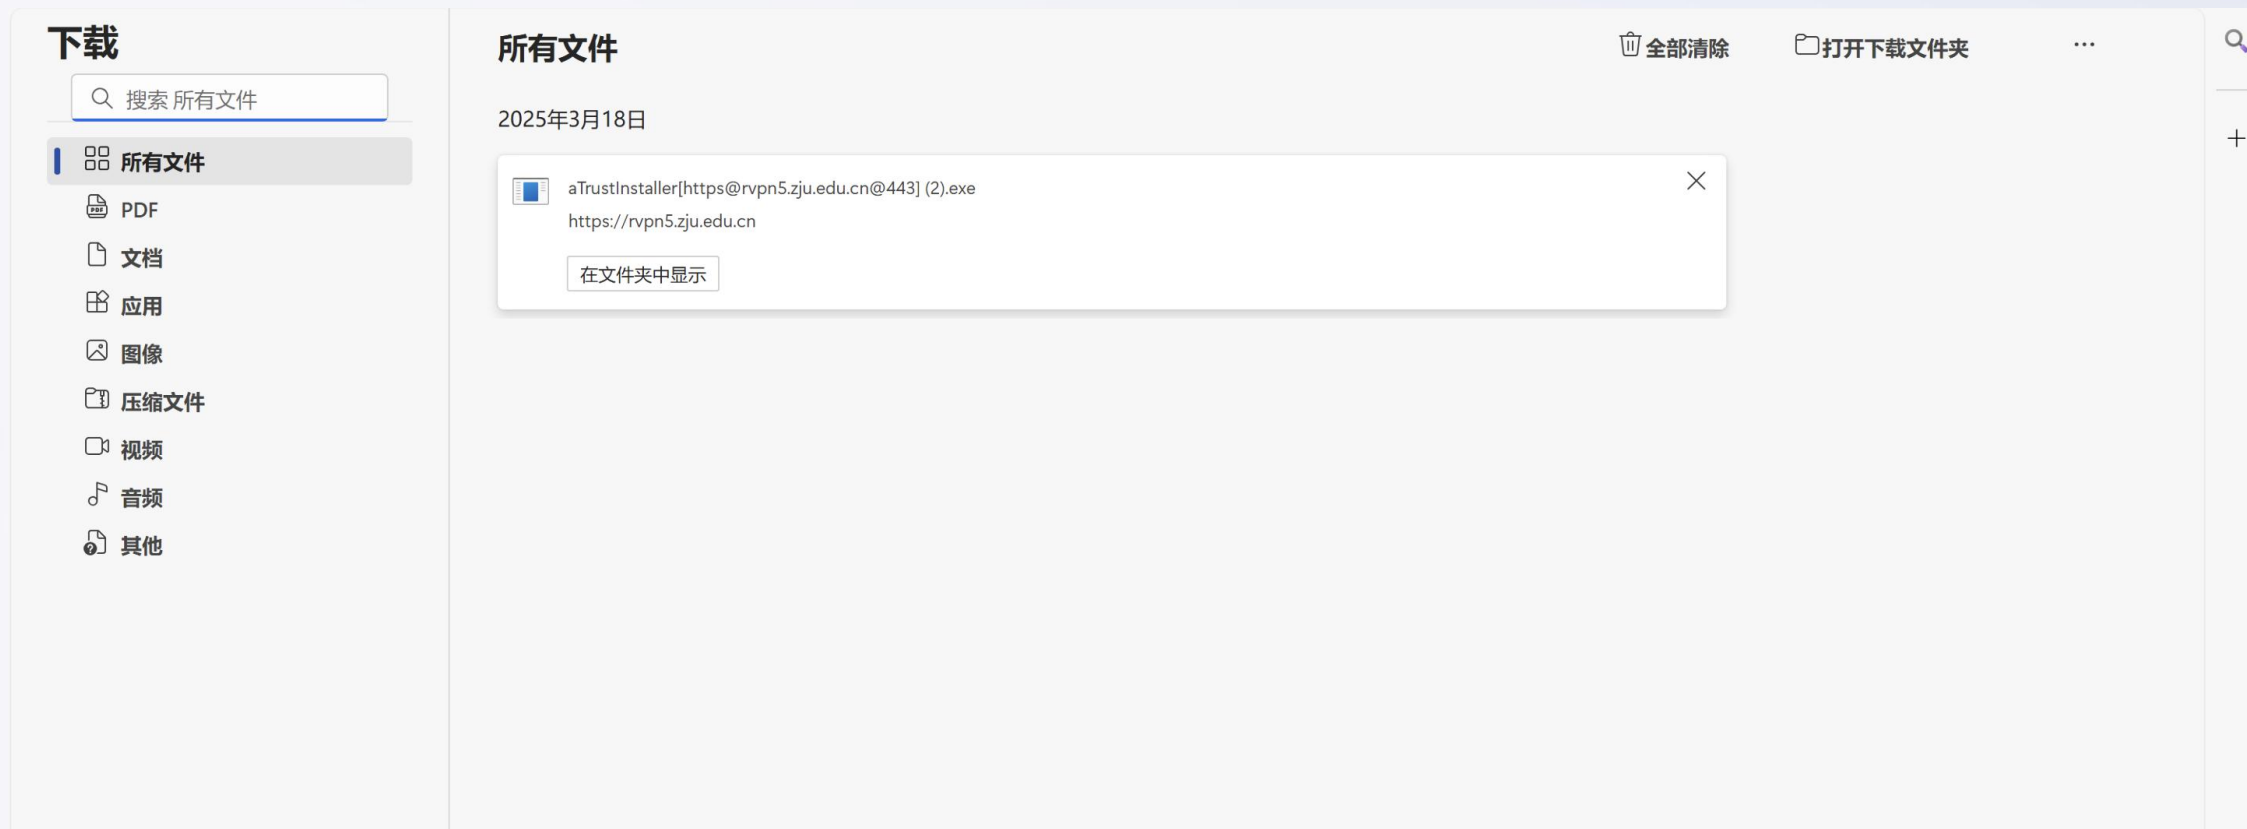 下载
搜索 所有文件
所有文件
PDF
文档
应用
图像
压缩文件
视频
音频
其他
所有文件
全部清除
打开下载文件夹
2025年3月18日
aTrustInstaller[https@rvpn5.zju.edu.cn@443] (2).exe
https://rvpn5.zju.edu.cn
在文件夹中显示